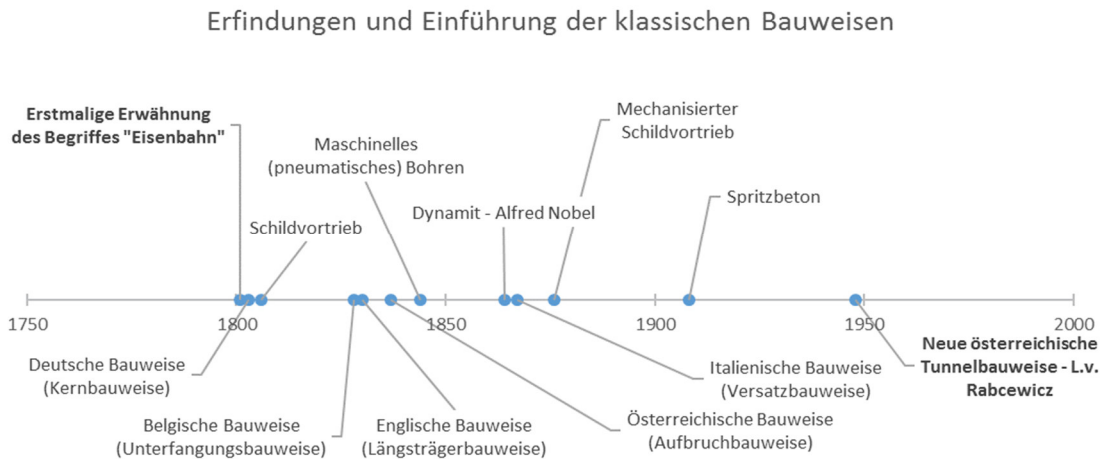 Erfindungen und Einführung der klassischen Bauweisen
Erstmalige Erwähnung
des Begriffes "Eisenbahn"
Maschinelles
(pneumatisches) Bohren
Mechanisierter
Schildvortrieb
Schildvortrieb
Dynamit - Alfred Nobel
Spritzbeton
1750
1800
1850
1900
1950
2000
Deutsche Bauweise
(Kernbauweise)
Belgische Bauweise
(Unterfangungsbauweise)
Englische Bauweise
(Längsträgerbauweise)
Österreichische Bauweise
(Aufbruchbauweise)
Italienische Bauweise
(Versatzbauweise)
Neue österreichische
Tunnelbauweise - L.v.
Rabcewicz